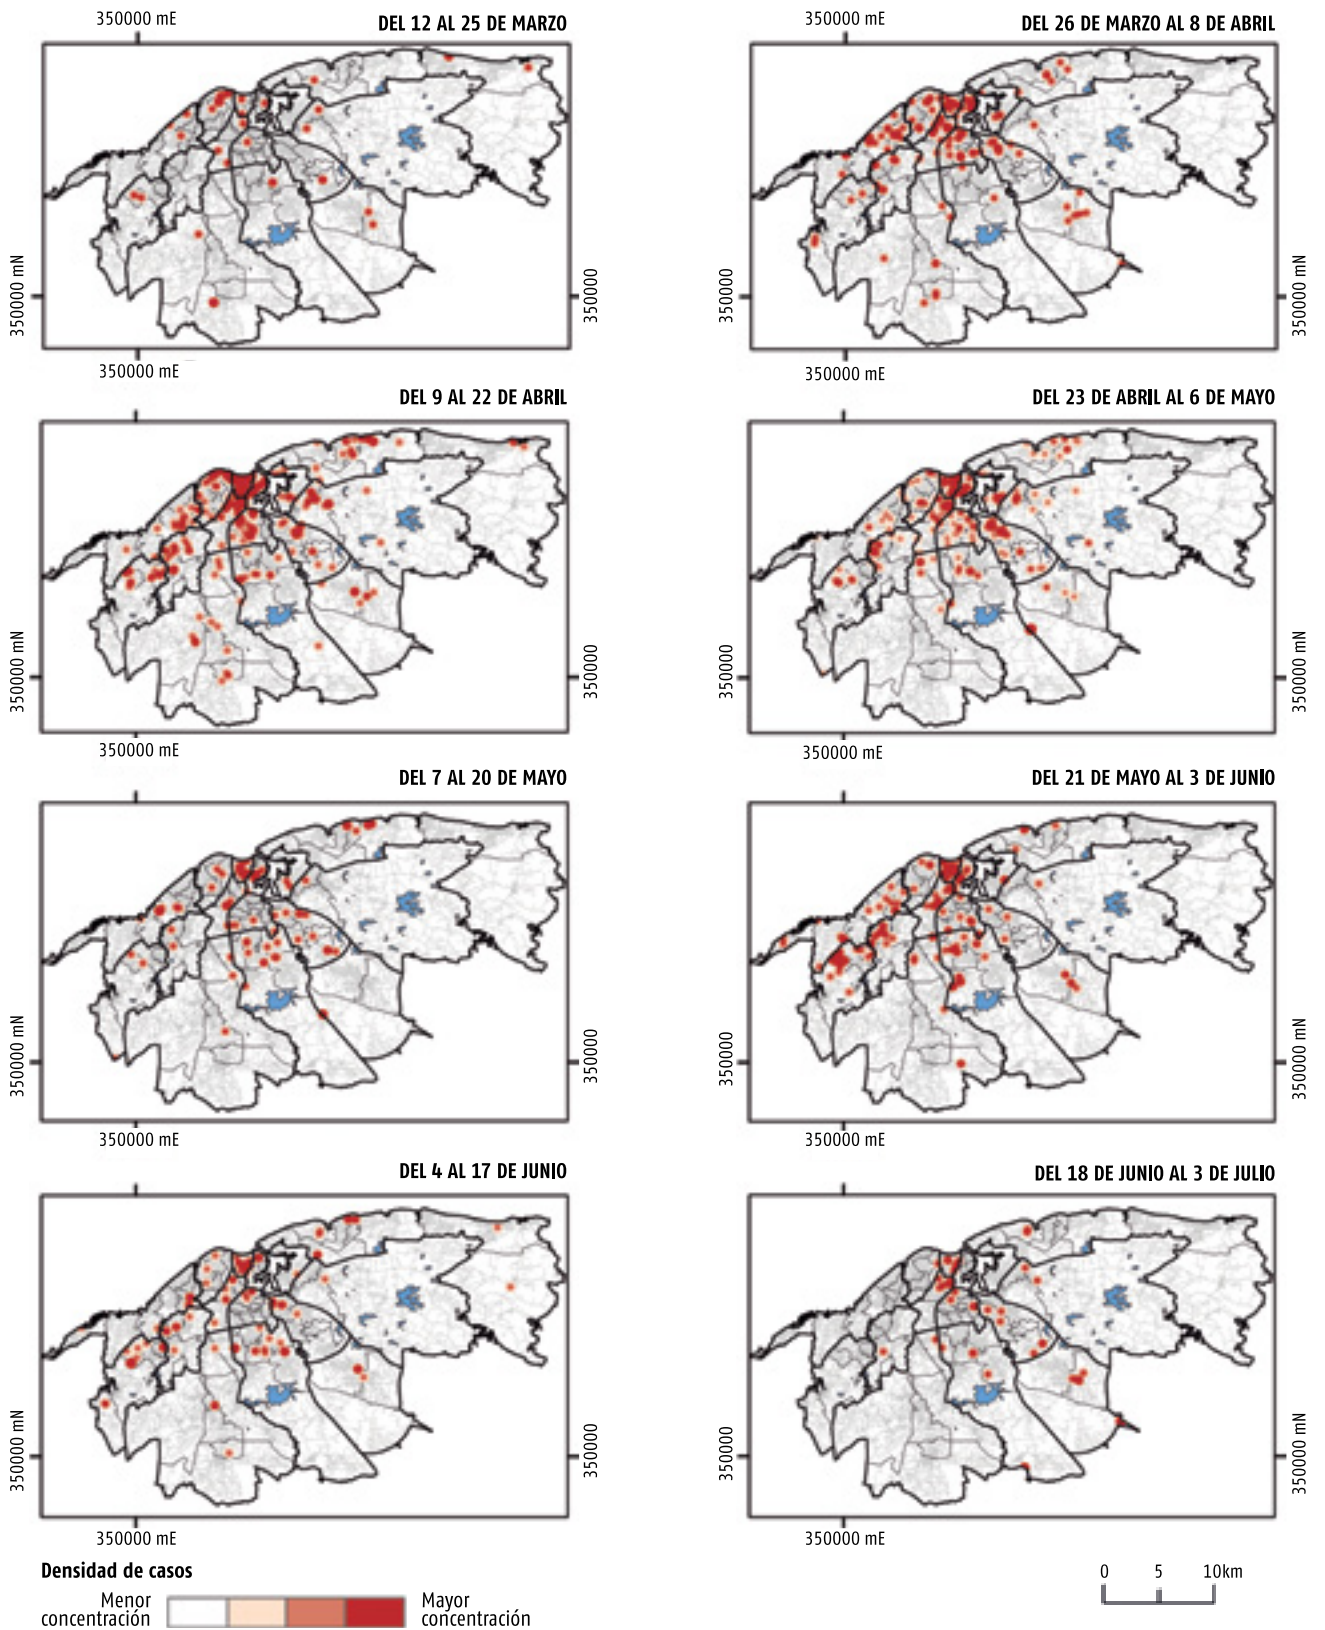 350000 mE
DEL 12 AL 25 DE MARZO
350000 mN
350000
350000 mE
350000 mE
DEL 26 DE MARZO AL 8 DE ABRIL
350000
350000 mN
350000 mE
DEL 9 AL 22 DE ABRIL
350000 mN
350000
350000 mE
DEL 23 DE ABRIL AL 6 DE MAYO
350000
350000 mN
350000 mE
DEL 7 AL 20 DE MAYO
350000 mN
350000
350000 mE
DEL 21 DE MAYO AL 3 DE JUNIO
350000
350000 mN
350000 mE
DEL 4 AL 17 DE JUNIO
350000 mN
350000
350000 mE
DEL 18 DE JUNIO AL 3 DE JULIO
350000
350000 mN
350000 mE
Densidad de casos
Menor
concentración
Mayor
concentración
0 5 10km